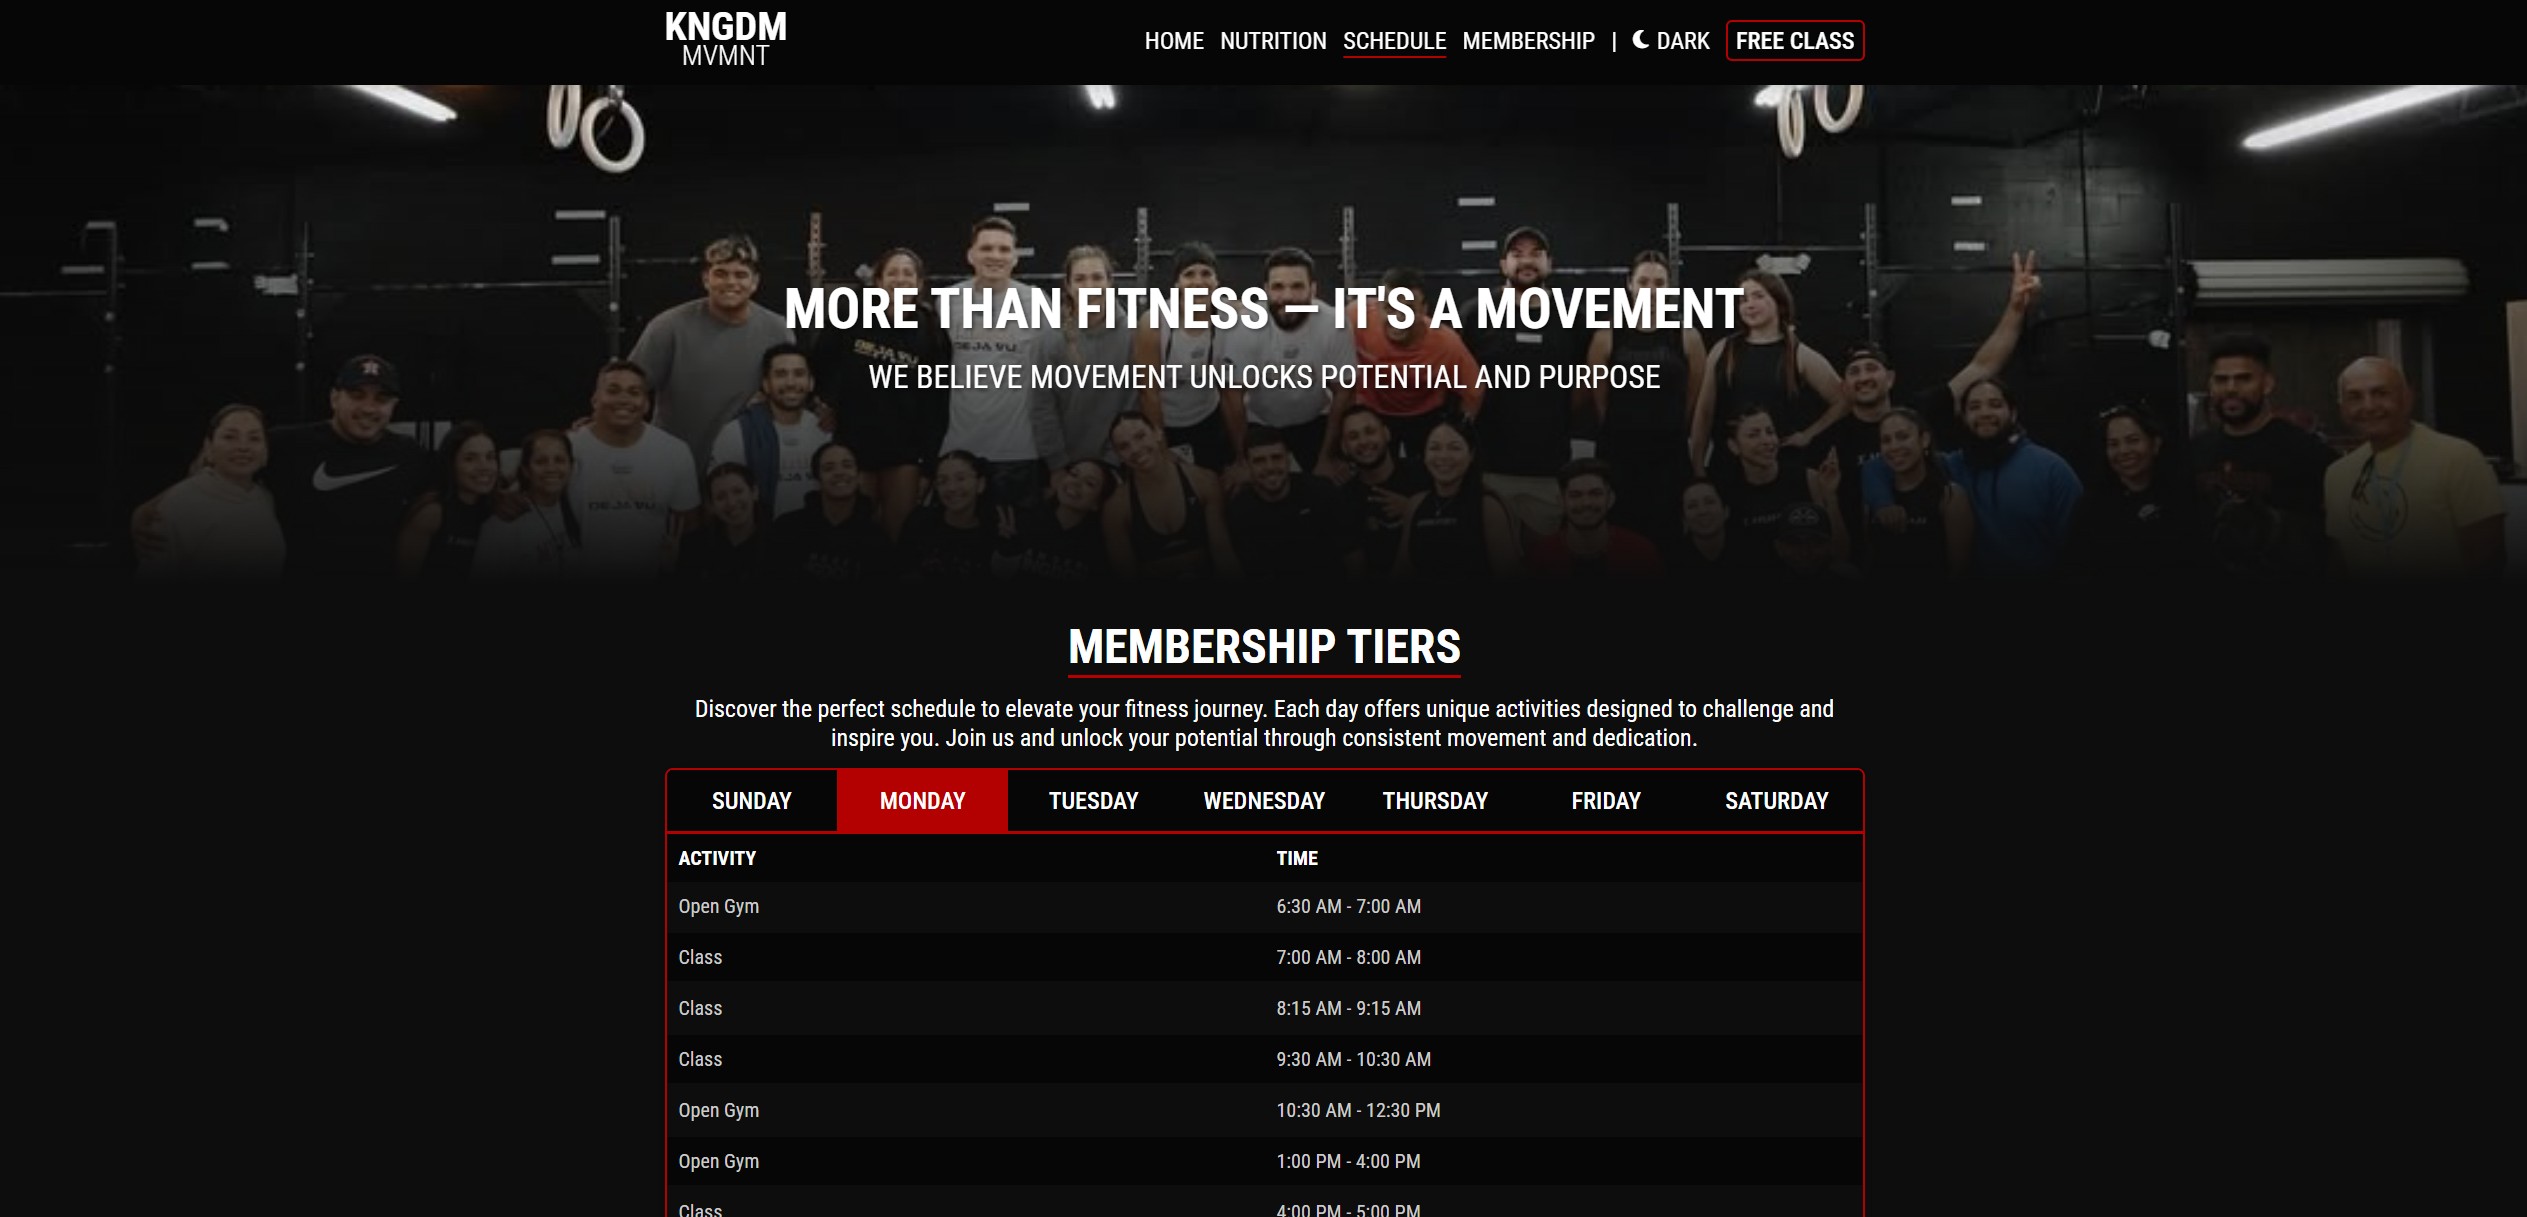 KNGDM
MVMNT
HOME NUTRITION SCHEDULE MEMBERSHIP | DARK FREE CLASS
MORE THAN FITNESS — IT'S A MOVEMENT
WE BELIEVE MOVEMENT UNLOCKS POTENTIAL AND PURPOSE
DEJA VU
DEJA VU
DEJA VU
MEMBERSHIP TIERS
Discover the perfect schedule to elevate your fitness journey. Each day offers unique activities designed to challenge and
inspire you. Join us and unlock your potential through consistent movement and dedication.
SUNDAY MONDAY TUESDAY WEDNESDAY THURSDAY FRIDAY SATURDAY
ACTIVITY TIME
Open Gym 6:30 AM - 7:00 AM
Class 7:00 AM - 8:00 AM
Class 8:15 AM - 9:15 AM
Class 9:30 AM - 10:30 AM
Open Gym 10:30 AM - 12:30 PM
Open Gym 1:00 PM - 4:00 PM
Class 4:00 PM - 5:00 PM